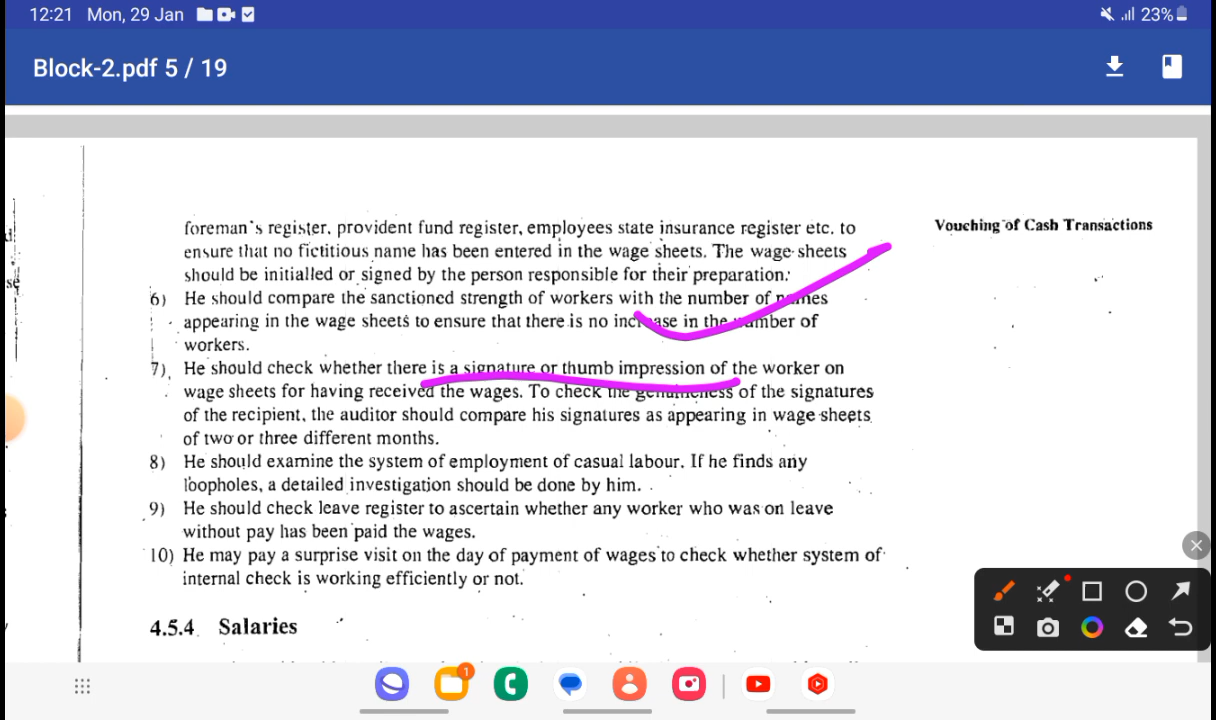 12:21 Mon, 29 Jan
23%
Block-2.pdf 5 / 19
foreman's register, provident fund register, employees state insurance register etc. to
ensure that no fictitious name has been entered in the wage sheets. The wage sheets
should be initialled or signed by the person responsible for their preparation.
6) He should compare the sanctioned strength of workers with the number of names
appearing in the wage sheets to ensure that there is no increase in the number of
workers.
7) He should check whether there is a signature or thumb impression of the worker on
wage sheets for having received the wages. To check the genuineness of the signatures
of the recipient, the auditor should compare his signatures as appearing in wage sheets
of two or three different months.
8) He should examine the system of employment of casual labour. If he finds any
loopholes, a detailed investigation should be done by him.
9) He should check leave register to ascertain whether any worker who was on leave
without pay has been paid the wages.
10) He may pay a surprise visit on the day of payment of wages to check whether system of
internal check is working efficiently or not.
4.5.4 Salaries
Vouching of Cash Transactions
1